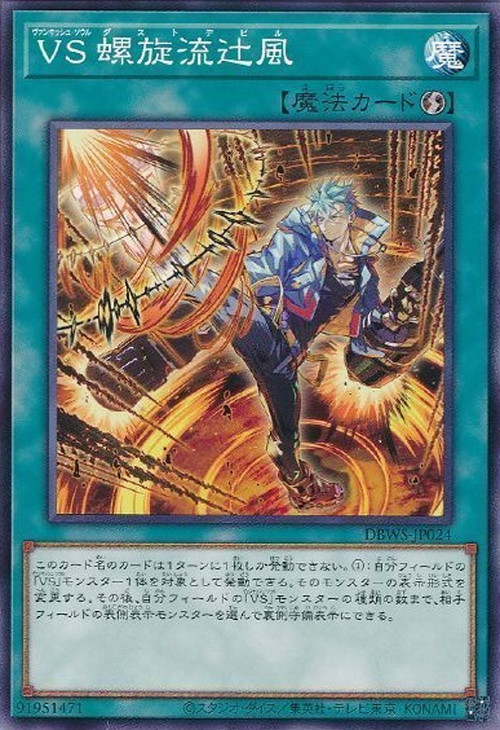 ヴァンキッシュ・ソウル ダストデビル
VS 螺旋流辻風
魔
【魔法カード】
DBWS-JP024
このカード名のカードは1ターンに1枚しか発動できない。①:自分フィールドの
「VS」モンスター1体を対象として発動できる。そのモンスターの表示形式を
変更する。その後、自分フィールドの「VS」モンスターの種類の数まで、相手
フィールドの表側表示モンスターを選んで裏側守備表示にできる。
91951471
©スタジオ・ダイス/集英社・テレビ東京・KONAMI